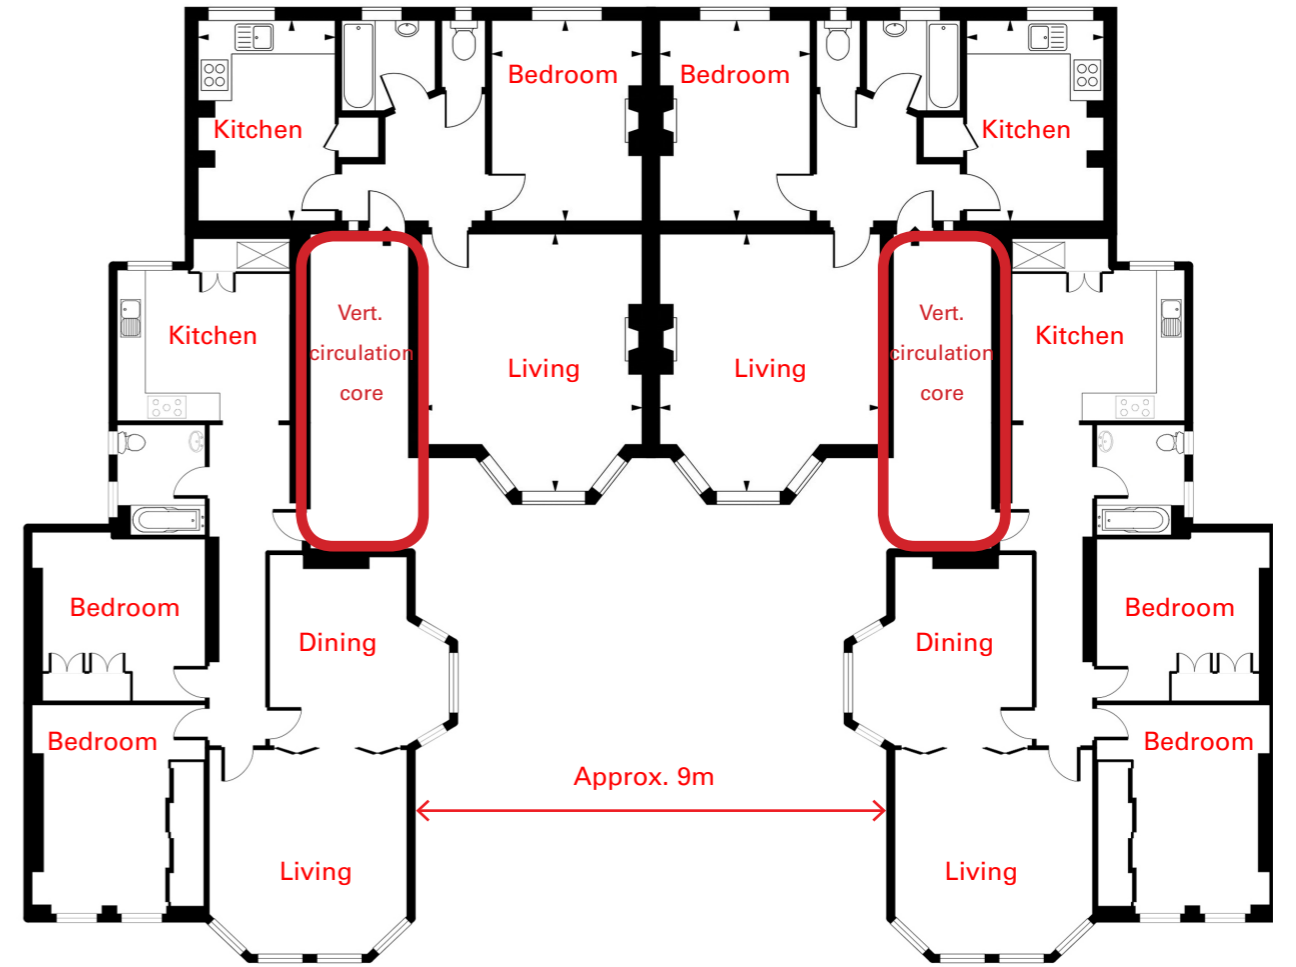 Bedroom
Bedroom
Kitchen
Kitchen
Vert.
circulation
core
Vert.
circulation
core
Kitchen
Kitchen
Living
Living
Bedroom
Bedroom
Dining
Dining
Bedroom
Bedroom
Approx. 9m
Living
Living